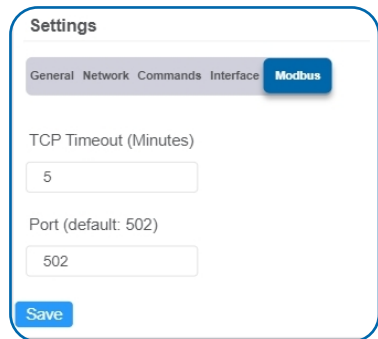 Settings
General Network Commands Interface Modbus
TCP Timeout (Minutes)
5
Port (default: 502)
502
Save